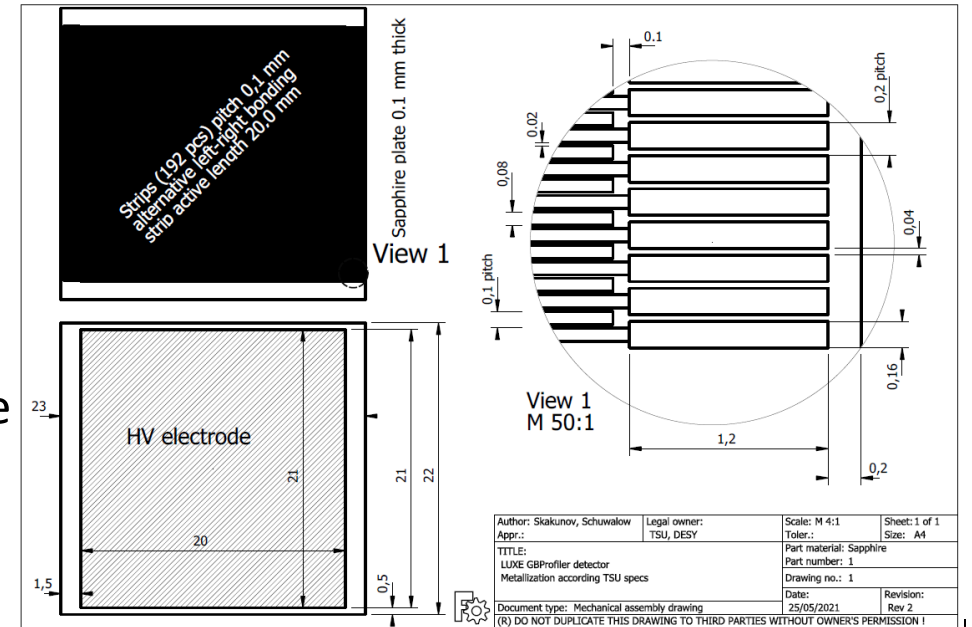 Strips (192 pcs) pitch 0,1 mm
alternative left-right bonding
strip active length 20,0 mm
Sapphire plate 0.1 mm thick
View 1
0.1
0,2 pitch
0.02
0,08
0,04
0,1 pitch
0,16
View 1
M 50:1
1,2
0,2
23
HV electrode
21
21
22
20
1,5
0,5
Author: Skakunov, Schuwalow
Appr.:
Legal owner:
TSU, DESY
Scale: M 4:1
Toler.:
Sheet: 1 of 1
Size: A4
TITLE:
LUXE GBProfiler detector
Metallization according TSU specs
Part material: Sapphire
Part number: 1
Drawing no.: 1
Document type: Mechanical assembly drawing
Date:
25/05/2021
Revision:
Rev 2
(R) DO NOT DUPLICATE THIS DRAWING TO THIRD PARTIES WITHOUT OWNER'S PERMISSION !